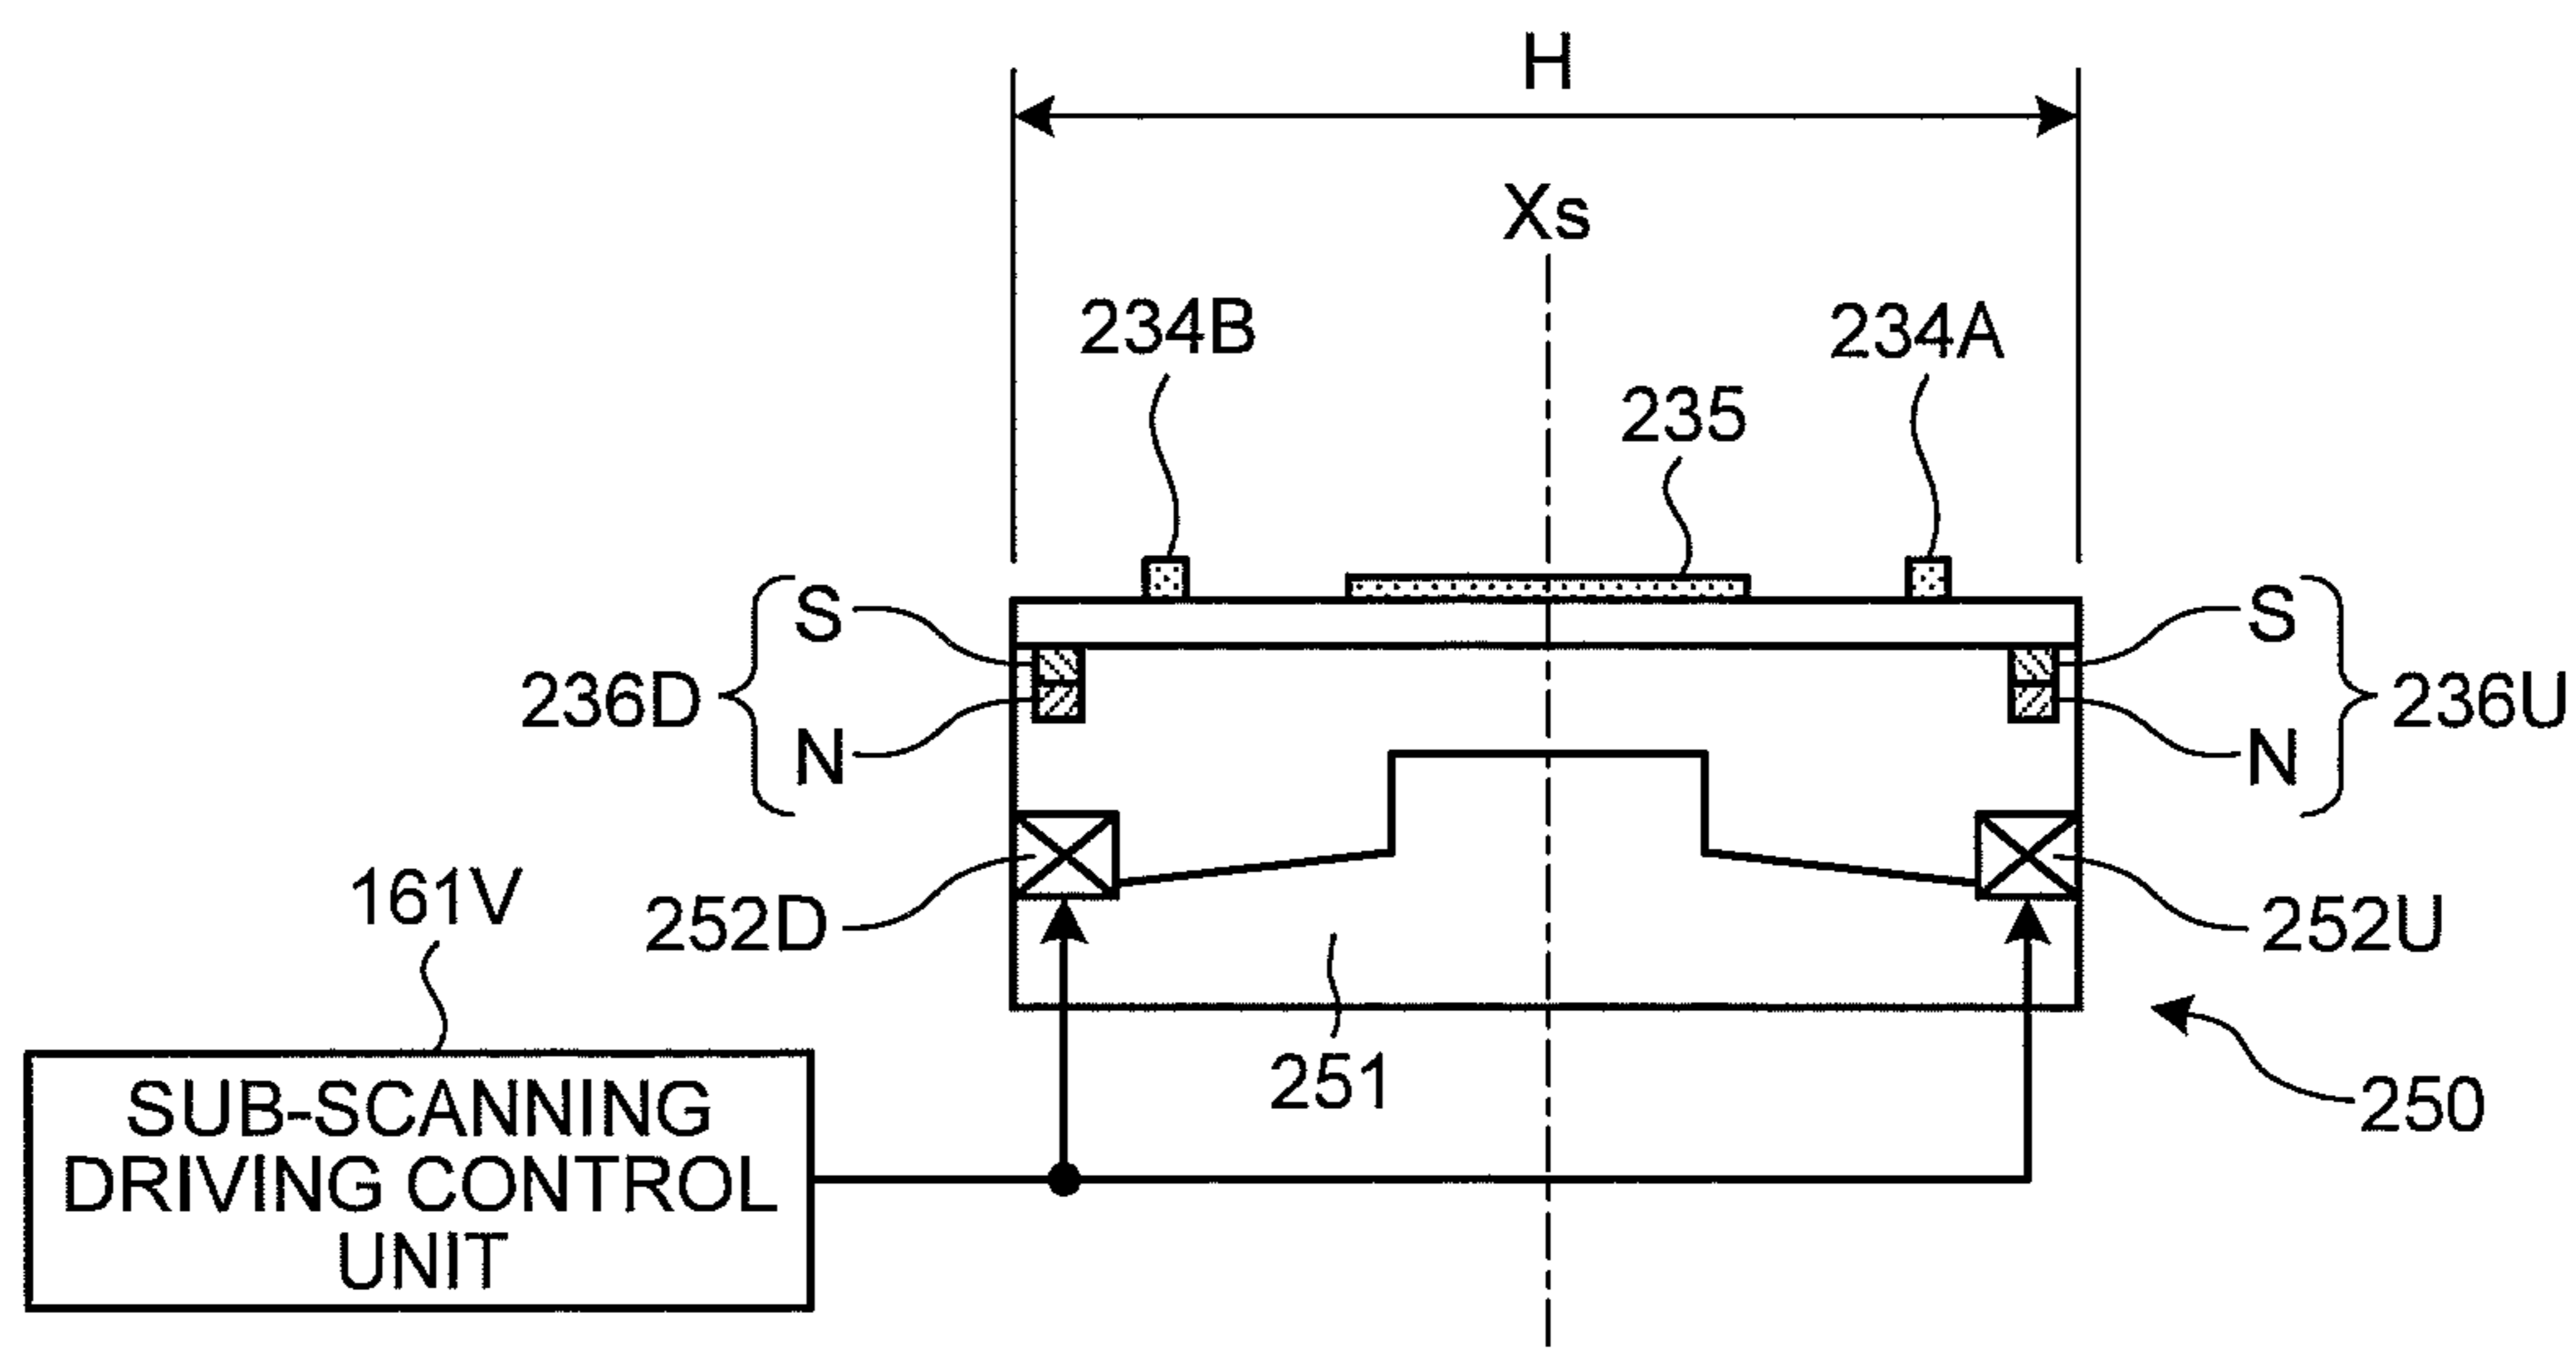 H
Xs
234B
234A
235
S
S
236D
236U
N
N
161V
252D
252U
251
250
SUB-SCANNING
DRIVING CONTROL
UNIT